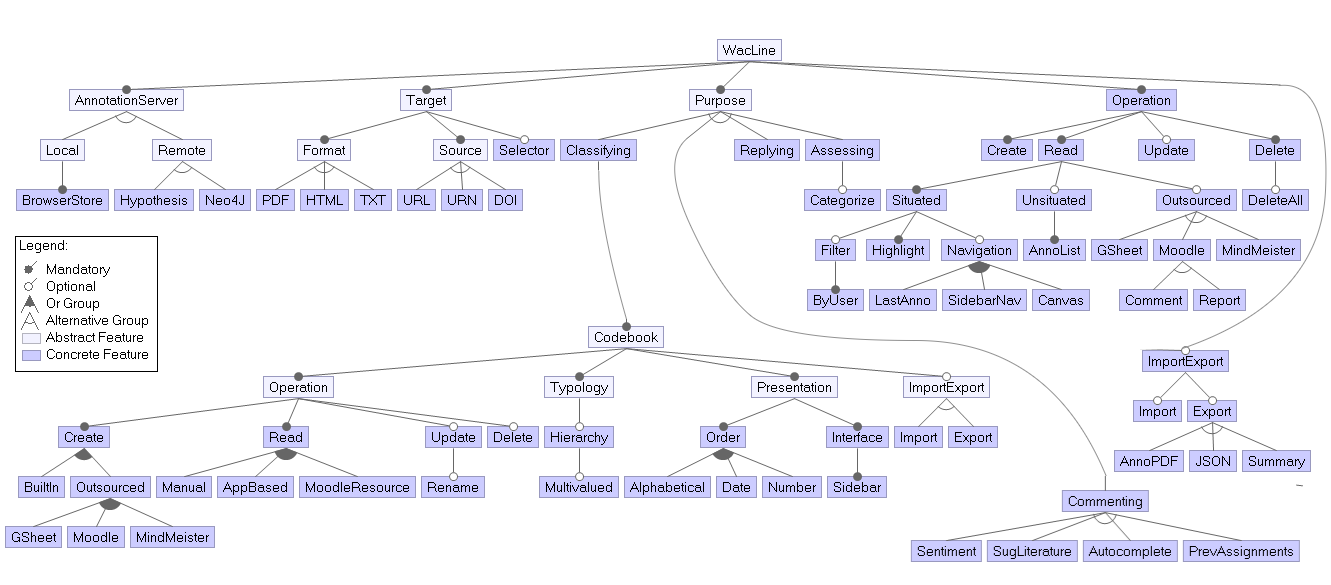 WacLine
AnnotationServer Target Purpose Operation
Local Remote Format Source Selector Classifying Replying Assessing Create Read Update Delete
BrowserStore Hypothesis Neo4J PDF HTML TXT URL URN DOI Categorize Situated Unsituated Outsourced DeleteAll
Filter Highlight Navigation AnnoList GSheet Moodle MindMeister
ByUser LastAnno SidebarNav Canvas Comment Report
Legend:
Mandatory
Optional
Or Group
Alternative Group
Abstract Feature
Concrete Feature
Codebook
ImportExport
Operation Typology Presentation ImportExport
Import Export
Create Read Update Delete Hierarchy Order Interface Import Export
AnnoPDF JSON Summary
BuiltIn Outsourced Manual AppBased MoodleResource Rename Multivalued Alphabetical Date Number Sidebar
Commenting
GSheet Moodle MindMeister
Sentiment SugLiterature Autocomplete PrevAssignments